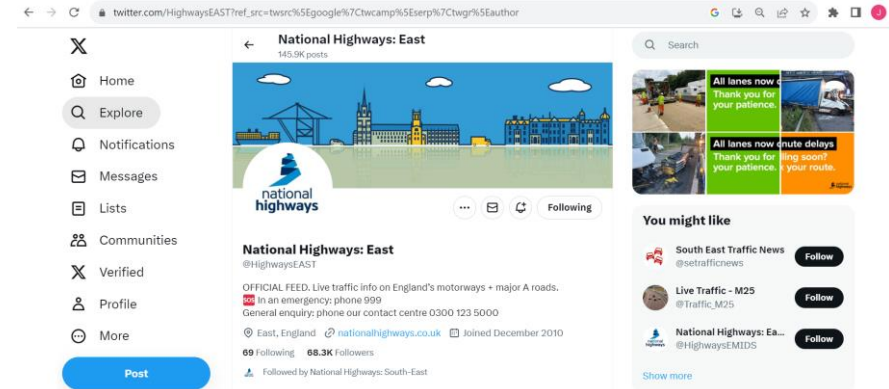 twitter.com/HighwaysEAST?ref_src=twsrc%5Egoogle%7Ctwcamp%5Eserp%7Ctwgr%5Eauthor
J
X
Home
Explore
Notifications
Messages
Lists
Communities
Verified
Profile
More
Post
National Highways: East
145.9K posts
national
highways
Following
National Highways: East
@HighwaysEAST
OFFICIAL FEED. Live traffic info on England's motorways + major A roads.
SOS In an emergency: phone 999
General enquiry: phone our contact centre 0300 123 5000
East, England nationalhighways.co.uk Joined December 2010
69 Following 68.3K Followers
Followed by National Highways: South-East
Search
All lanes now
Thank you for
your patience.
All lanes now nute delays
Thank you for ling soon?
your patience. your route.
You might like
South East Traffic News
@setrafficnews
Follow
Live Traffic - M25
@Traffic_M25
Follow
National Highways: Ea...
@HighwaysEMIDS
Follow
Show more